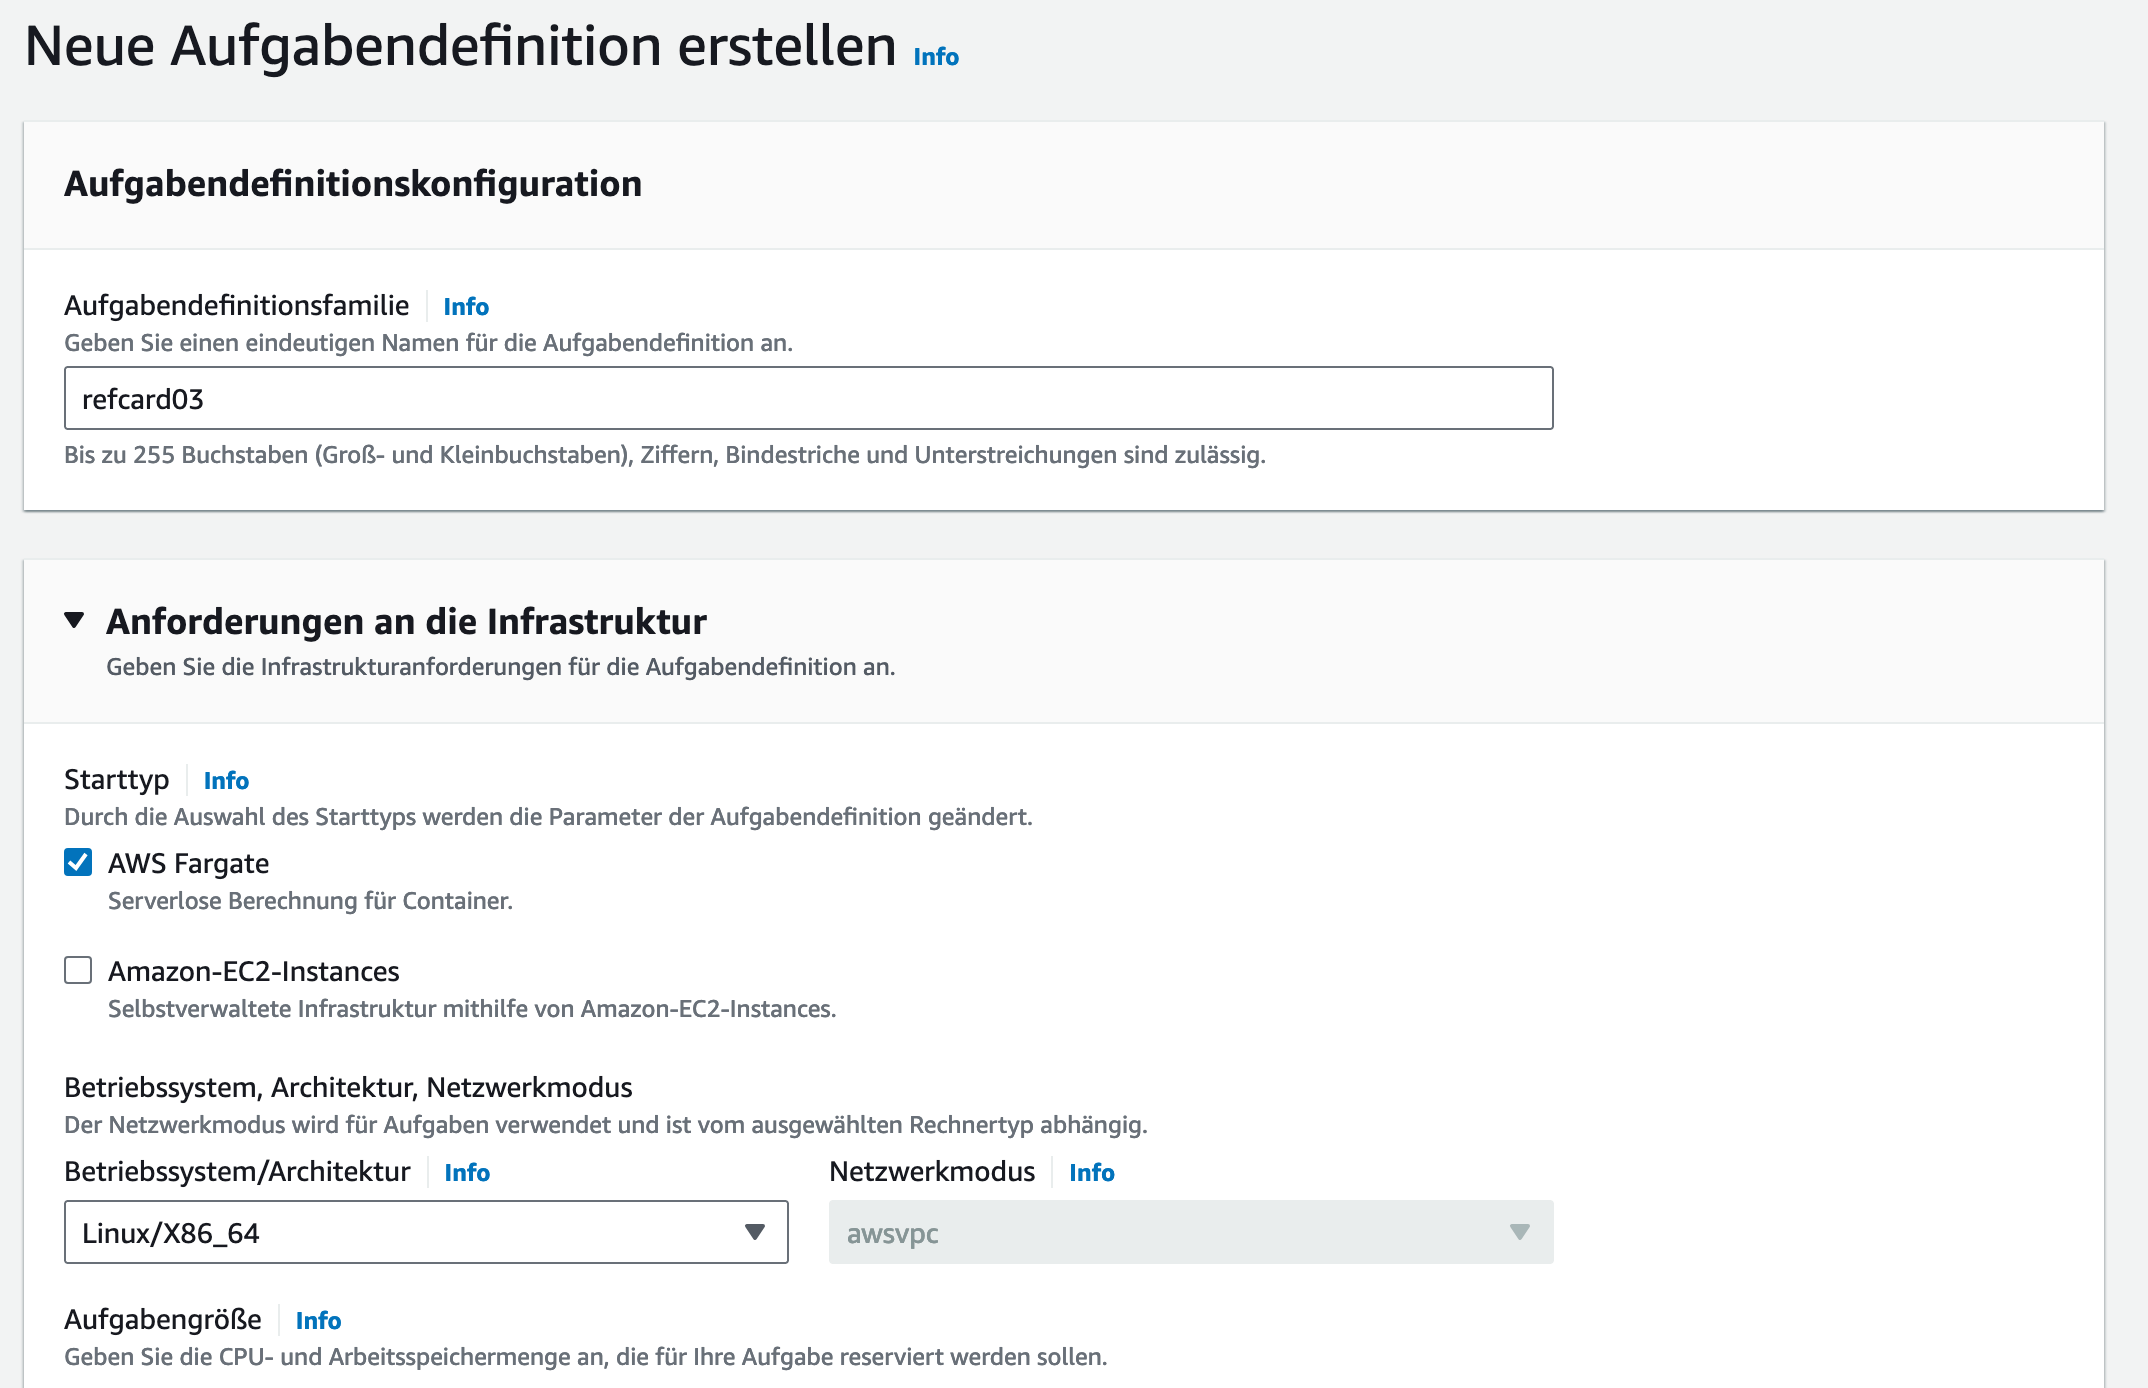 Neue Aufgabendefinition erstellen Info
Aufgabendefinitionskonfiguration
Aufgabendefinitionsfamilie Info
Geben Sie einen eindeutigen Namen für die Aufgabendefinition an.
refcard03
Bis zu 255 Buchstaben (Groß- und Kleinbuchstaben), Ziffern, Bindestriche und Unterstreichungen sind zulässig.
Anforderungen an die Infrastruktur
Geben Sie die Infrastrukturanforderungen für die Aufgabendefinition an.
Starttyp Info
Durch die Auswahl des Starttyps werden die Parameter der Aufgabendefinition geändert.
AWS Fargate
Serverlose Berechnung für Container.
Amazon-EC2-Instances
Selbstverwaltete Infrastruktur mithilfe von Amazon-EC2-Instances.
Betriebssystem, Architektur, Netzwerkmodus
Der Netzwerkmodus wird für Aufgaben verwendet und ist vom ausgewählten Rechnertyp abhängig.
Betriebssystem/Architektur Info
Linux/X86_64
Netzwerkmodus Info
awsvpc
Aufgabengröße Info
Geben Sie die CPU- und Arbeitsspeichermenge an, die für Ihre Aufgabe reserviert werden sollen.